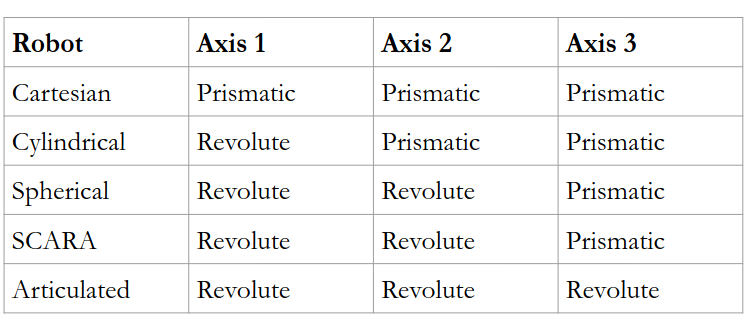 Robot Axis 1 Axis 2 Axis 3
Cartesian Prismatic Prismatic Prismatic
Cylindrical Revolute Prismatic Prismatic
Spherical Revolute Revolute Prismatic
SCARA Revolute Revolute Prismatic
Articulated Revolute Revolute Revolute